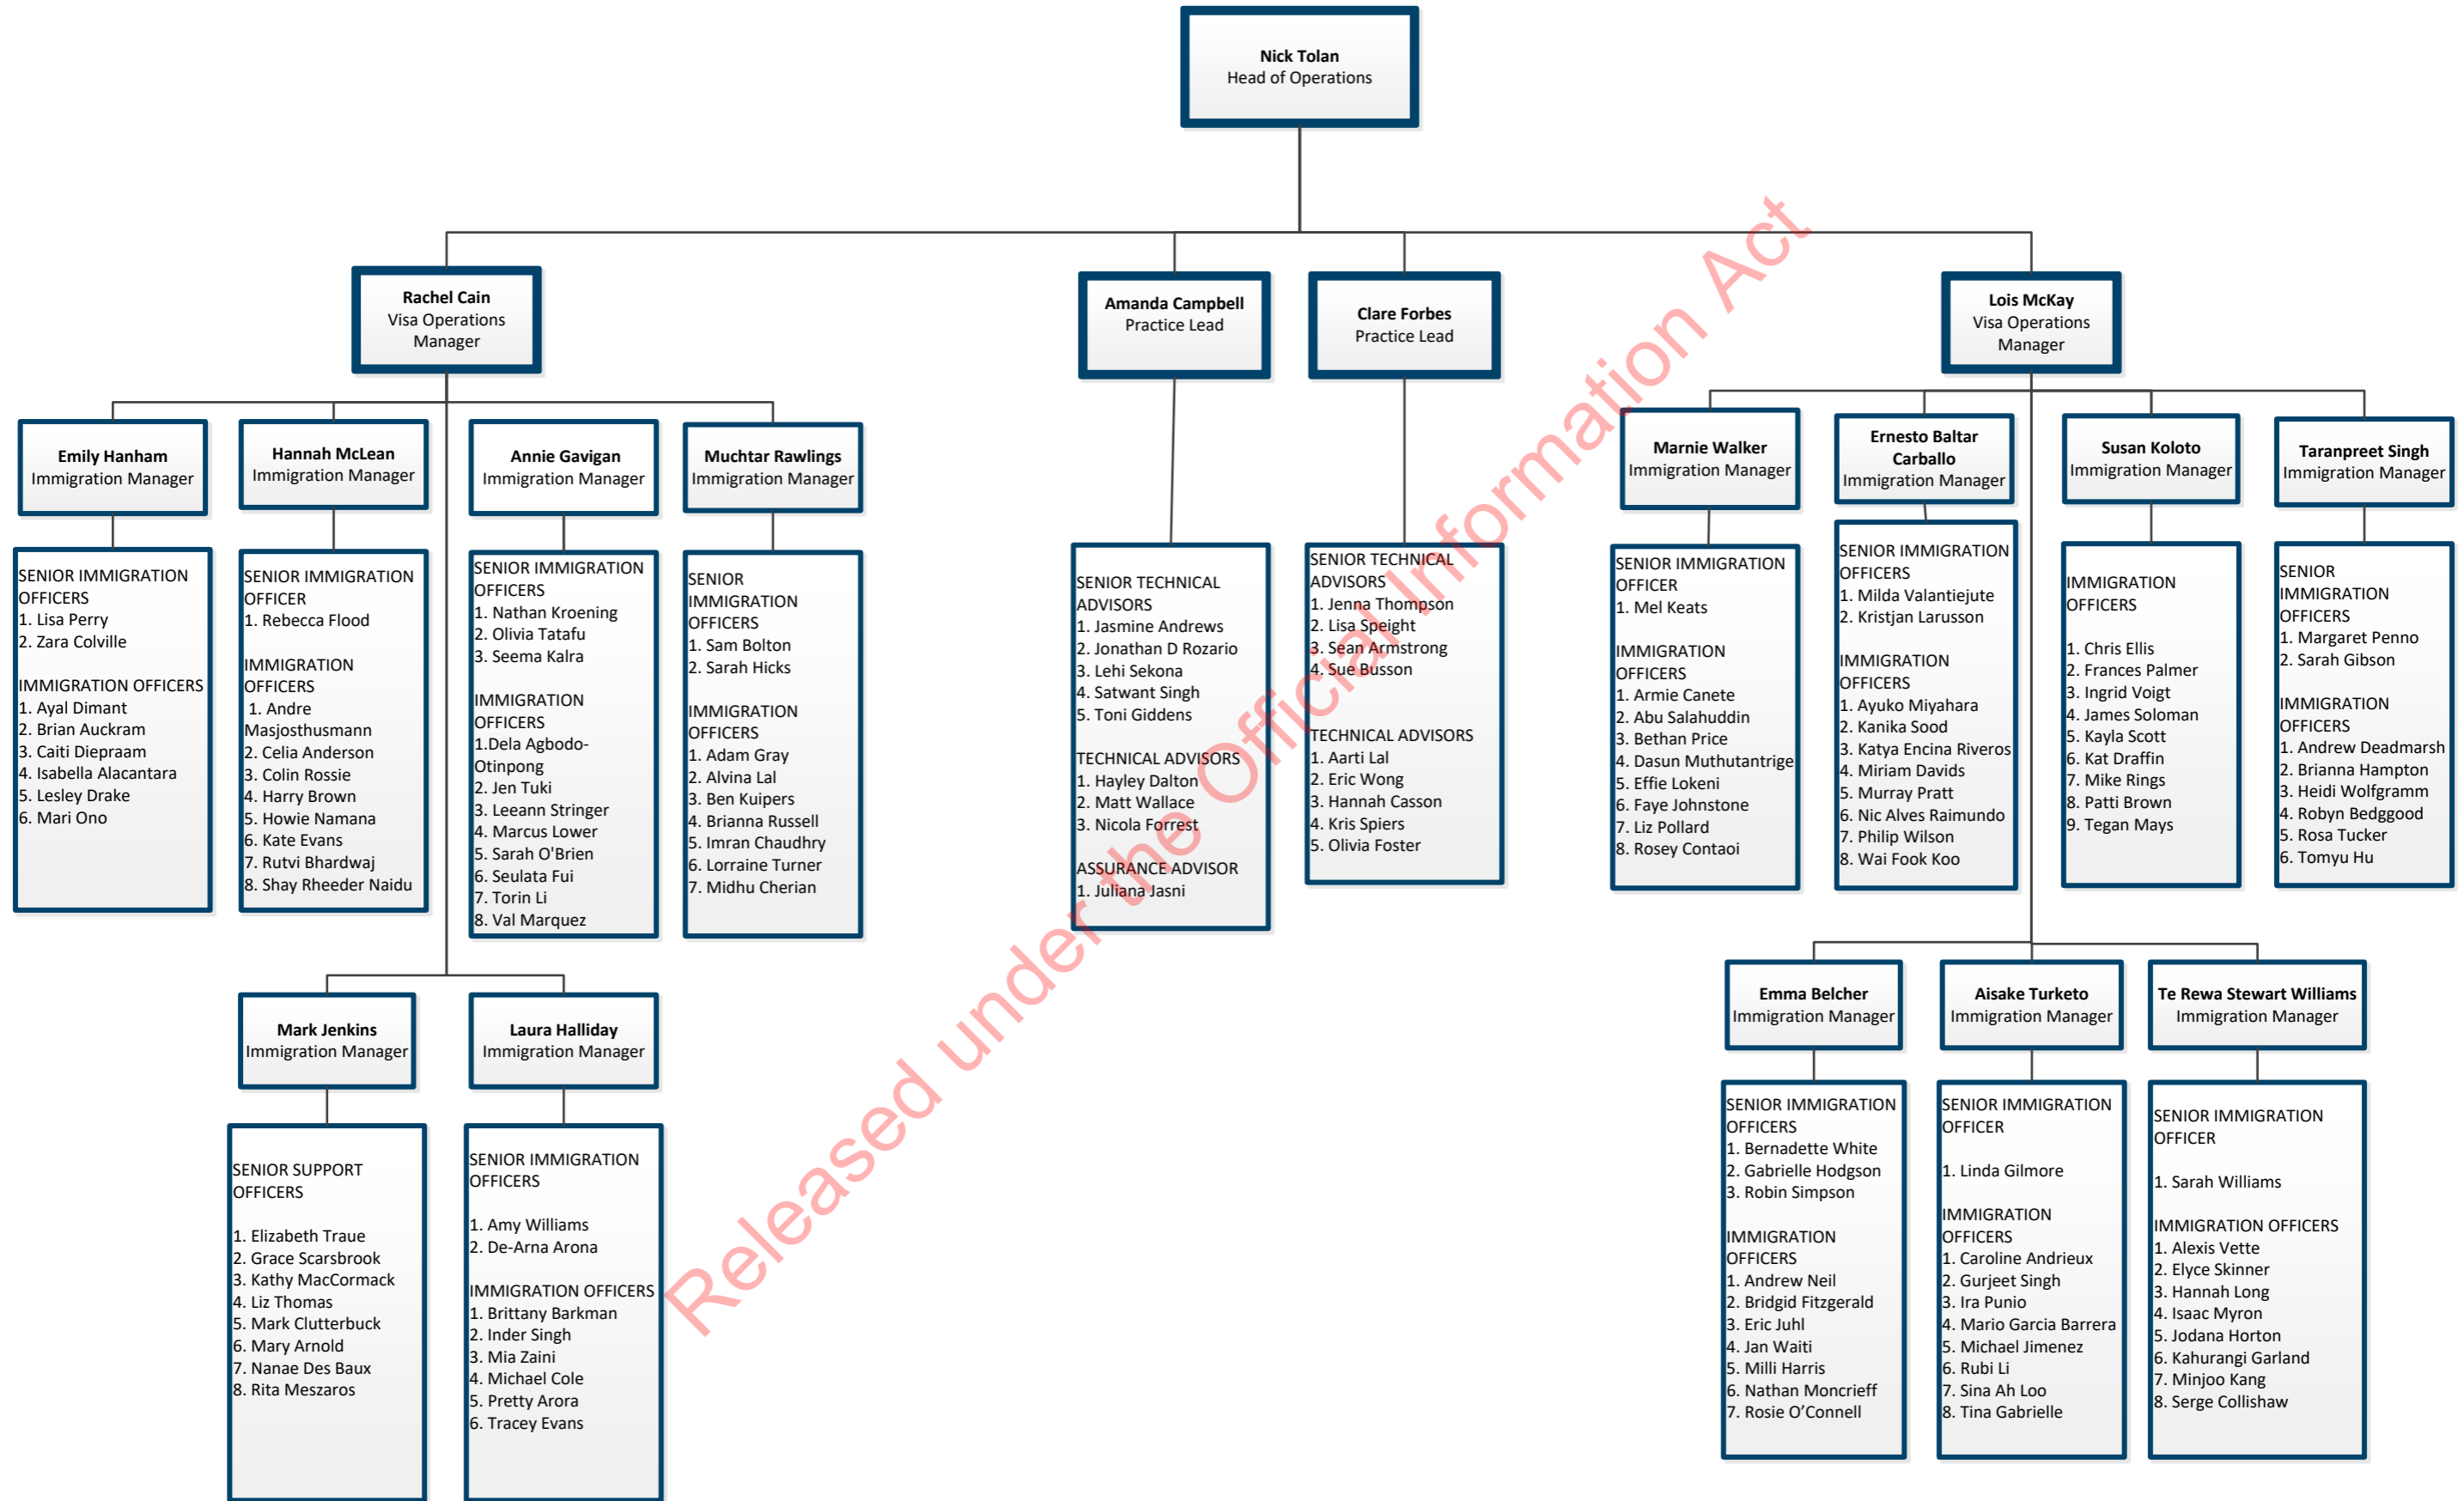 Nick Tolan
Head of Operations
Rachel Cain
Visa Operations
Manager
Amanda Campbell
Practice Lead
Clare Forbes
Practice Lead
Lois McKay
Visa Operations
Manager
Emily Hanham
Immigration Manager
Hannah McLean
Immigration Manager
Annie Gavigan
Immigration Manager
Muchtar Rawlings
Immigration Manager
Marnie Walker
Immigration Manager
Ernesto Baltar
Carballo
Immigration Manager
Susan Koloto
Immigration Manager
Taranpreet Singh
Immigration Manager
SENIOR IMMIGRATION
OFFICERS
1. Lisa Perry
2. Zara Colville
IMMIGRATION OFFICERS
1. Ayal Dimant
2. Brian Auckram
3. Caiti Diepraam
4. Isabella Alacantara
5. Lesley Drake
6. Mari Ono
SENIOR IMMIGRATION
OFFICER
1. Rebecca Flood
IMMIGRATION
OFFICERS
1. Andre
Masjosthusmann
2. Celia Anderson
3. Colin Rossie
4. Harry Brown
5. Howie Namana
6. Kate Evans
7. Rutvi Bhardwaj
8. Shay Rheeder Naidu
SENIOR IMMIGRATION
OFFICERS
1. Nathan Kroening
2. Olivia Tatafu
3. Seema Kalra
IMMIGRATION
OFFICERS
1.Dela Agbodo-
Otinpong
2. Jen Tuki
3. Leeann Stringer
4. Marcus Lower
5. Sarah O'Brien
6. Seulata Fui
7. Torin Li
8. Val Marquez
SENIOR
IMMIGRATION
OFFICERS
1. Sam Bolton
2. Sarah Hicks
IMMIGRATION
OFFICERS
1. Adam Gray
2. Alvina Lal
3. Ben Kuipers
4. Brianna Russell
5. Imran Chaudhry
6. Lorraine Turner
7. Midhu Cherian
SENIOR TECHNICAL
ADVISORS
1. Jasmine Andrews
2. Jonathan D Rozario
3. Lehi Sekona
4. Satwant Singh
5. Toni Giddens
TECHNICAL ADVISORS
1. Hayley Dalton
2. Matt Wallace
3. Nicola Forrest
ASSURANCE ADVISOR
1. Juliana Jasni
SENIOR TECHNICAL
ADVISORS
1. Jenna Thompson
2. Lisa Speight
3. Sean Armstrong
4. Sue Busson
TECHNICAL ADVISORS
1. Aarti Lal
2. Eric Wong
3. Hannah Casson
4. Kris Spiers
5. Olivia Foster
SENIOR IMMIGRATION
OFFICER
1. Mel Keats
IMMIGRATION
OFFICERS
1. Armie Canete
2. Abu Salahuddin
3. Bethan Price
4. Dasun Muthutantrige
5. Effie Lokeni
6. Faye Johnstone
7. Liz Pollard
8. Rosey Contaoi
SENIOR IMMIGRATION
OFFICERS
1. Milda Valantiejute
2. Kristjan Larusson
IMMIGRATION
OFFICERS
1. Ayuko Miyahara
2. Kanika Sood
3. Katya Encina Riveros
4. Miriam Davids
5. Murray Pratt
6. Nic Alves Raimundo
7. Philip Wilson
8. Wai Fook Koo
IMMIGRATION
OFFICERS
1. Chris Ellis
2. Frances Palmer
3. Ingrid Voigt
4. James Soloman
5. Kayla Scott
6. Kat Draffin
7. Mike Rings
8. Patti Brown
9. Tegan Mays
SENIOR
IMMIGRATION
OFFICERS
1. Margaret Penno
2. Sarah Gibson
IMMIGRATION
OFFICERS
1. Andrew Deadmarsh
2. Brianna Hampton
3. Heidi Wolfgramm
4. Robyn Bedggood
5. Rosa Tucker
6. Tomyu Hu
Mark Jenkins
Immigration Manager
Laura Halliday
Immigration Manager
Emma Belcher
Immigration Manager
Aisake Turketo
Immigration Manager
Te Rewa Stewart Williams
Immigration Manager
SENIOR SUPPORT
OFFICERS
1. Elizabeth Traue
2. Grace Scarsbrook
3. Kathy MacCormack
4. Liz Thomas
5. Mark Clutterbuck
6. Mary Arnold
7. Nanae Des Baux
8. Rita Meszaros
SENIOR IMMIGRATION
OFFICERS
1. Amy Williams
2. De-Arna Arona
IMMIGRATION OFFICERS
1. Brittany Barkman
2. Inder Singh
3. Mia Zaini
4. Michael Cole
5. Pretty Arora
6. Tracey Evans
SENIOR IMMIGRATION
OFFICERS
1. Bernadette White
2. Gabrielle Hodgson
3. Robin Simpson
IMMIGRATION
OFFICERS
1. Andrew Neil
2. Bridgid Fitzgerald
3. Eric Juhl
4. Jan Waiti
5. Milli Harris
6. Nathan Moncrieff
7. Rosie O’Connell
SENIOR IMMIGRATION
OFFICER
1. Linda Gilmore
IMMIGRATION
OFFICERS
1. Caroline Andrieux
2. Gurjeet Singh
3. Ira Punio
4. Mario Garcia Barrera
5. Michael Jimenez
6. Rubi Li
7. Sina Ah Loo
8. Tina Gabrielle
SENIOR IMMIGRATION
OFFICER
1. Sarah Williams
IMMIGRATION OFFICERS
1. Alexis Vette
2. Elyce Skinner
3. Hannah Long
4. Isaac Myron
5. Jodana Horton
6. Kahurangi Garland
7. Minjoo Kang
8. Serge Collishaw
Released under the Official Information Act